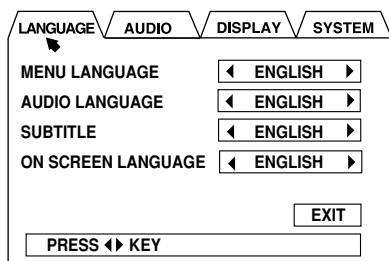 LANGUAGE AUDIO DISPLAY SYSTEM
MENU LANGUAGE ◀ ENGLISH ▶
AUDIO LANGUAGE ◀ ENGLISH ▶
SUBTITLE ◀ ENGLISH ▶
ON SCREEN LANGUAGE ◀ ENGLISH ▶
EXIT
PRESS ◀▶ KEY